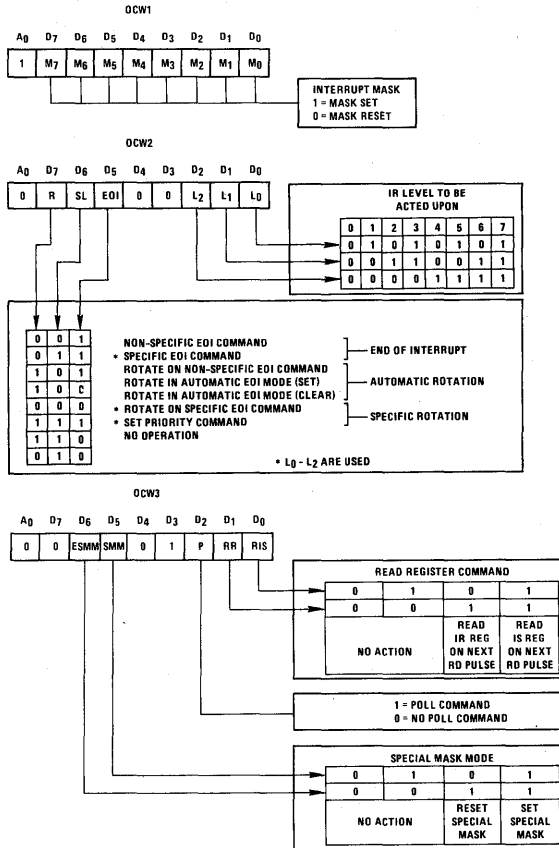 OCW1
A0 D7 D6 D5 D4 D3 D2 D1 D0
1 M7 M6 M5 M4 M3 M2 M1 M0
INTERRUPT MASK
1 = MASK SET
0 = MASK RESET
OCW2
A0 D7 D6 D5 D4 D3 D2 D1 D0
0 R SL EOI 0 0 L2 L1 L0
IR LEVEL TO BE
ACTED UPON
0 1 2 3 4 5 6 7
0 1 0 1 0 1 0 1
0 0 1 1 0 0 1 1
0 0 0 0 1 1 1 1
0 0 1 NON-SPECIFIC EOI COMMAND
0 1 1 * SPECIFIC EOI COMMAND
END OF INTERRUPT
1 0 1 ROTATE ON NON-SPECIFIC EOI COMMAND
1 0 0 ROTATE IN AUTOMATIC EOI MODE (SET)
AUTOMATIC ROTATION
0 0 0 ROTATE IN AUTOMATIC EOI MODE (CLEAR)
1 1 1 * ROTATE ON SPECIFIC EOI COMMAND
SPECIFIC ROTATION
1 1 0 * SET PRIORITY COMMAND
0 1 0 NO OPERATION
* L0 - L2 ARE USED
OCW3
A0 D7 D6 D5 D4 D3 D2 D1 D0
0 0 ESMM SMM 0 1 P RR RIS
READ REGISTER COMMAND
0 1 0 1
0 0 1 1
NO ACTION
READ IR REG ON NEXT RD PULSE
READ IS REG ON NEXT RD PULSE
1 = POLL COMMAND
0 = NO POLL COMMAND
SPECIAL MASK MODE
0 1 0 1
0 0 1 1
NO ACTION
RESET SPECIAL MASK
SET SPECIAL MASK